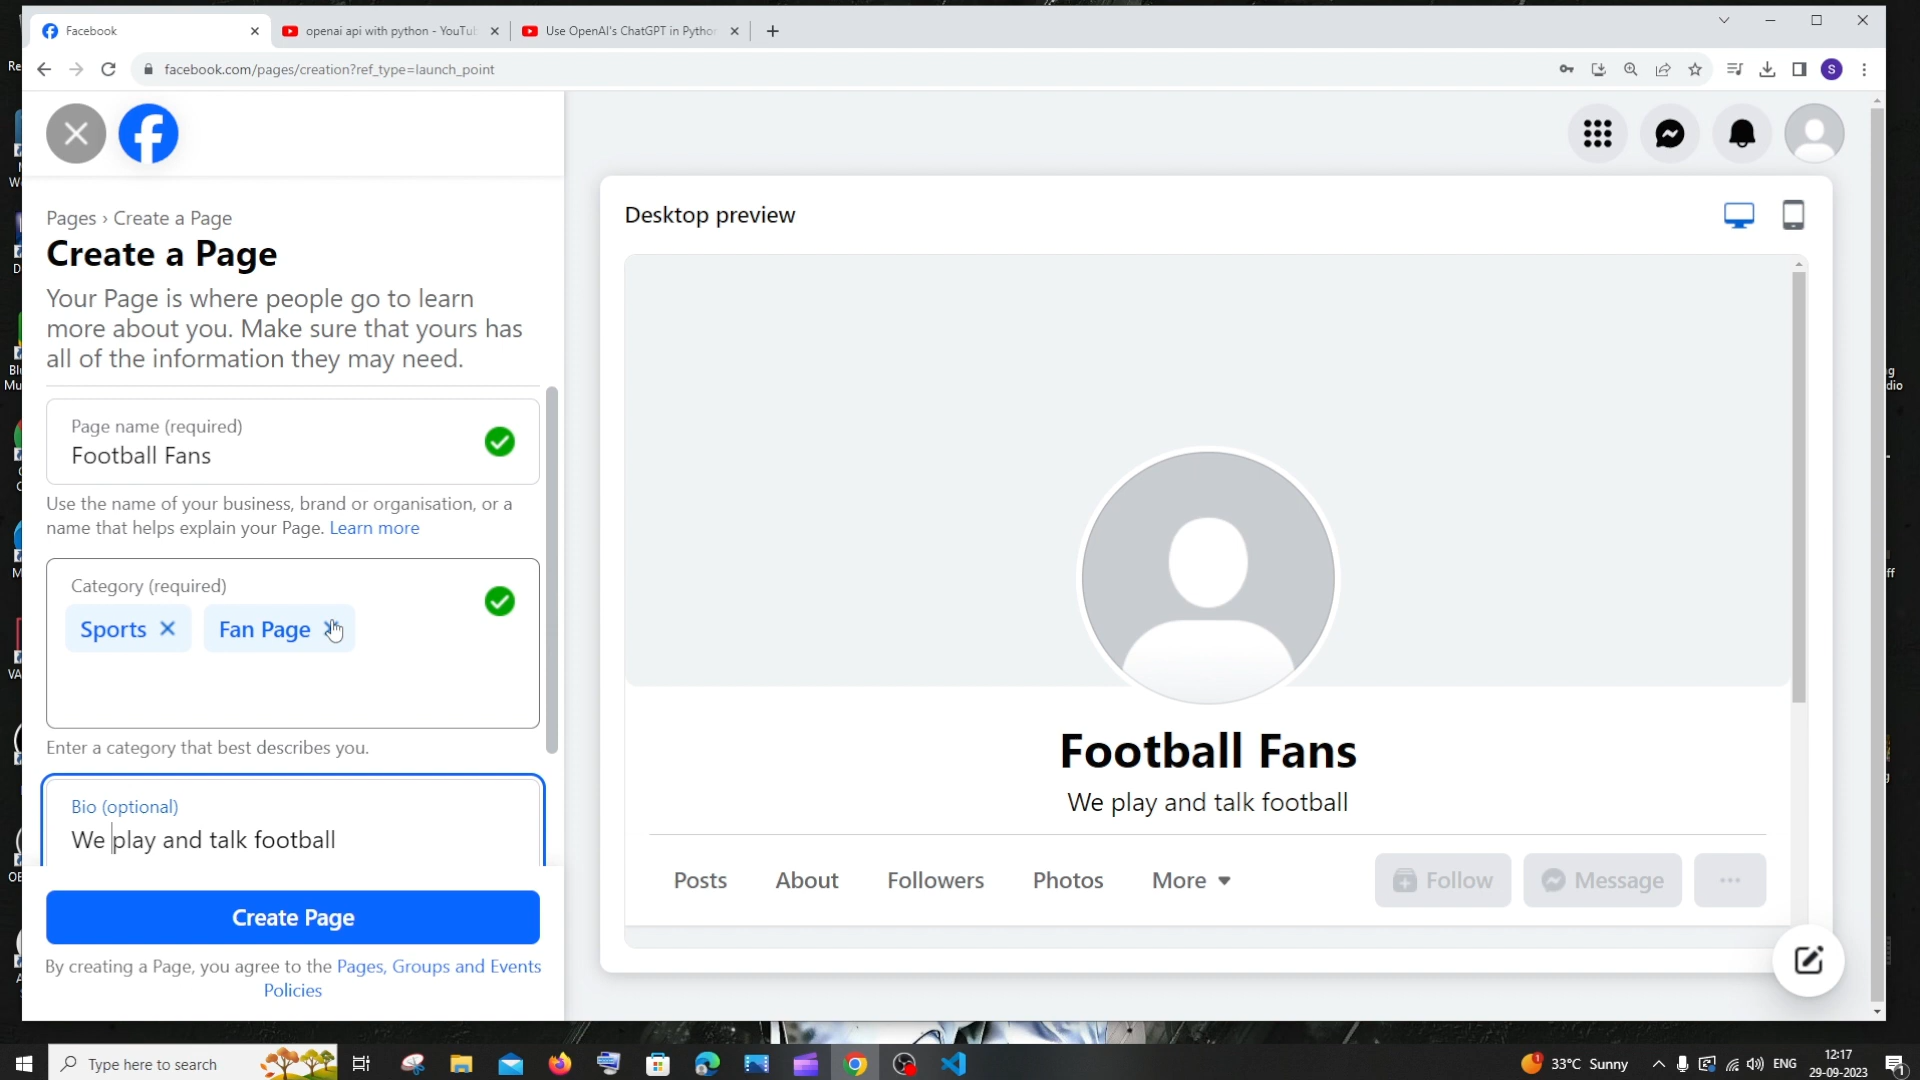 Facebook
openai api with python - YouTu
Use OpenAI's ChatGPT in Pytho
facebook.com/pages/creation?ref_type=launch_point
S
Pages › Create a Page
Create a Page
Your Page is where people go to learn
more about you. Make sure that yours has
all of the information they may need.
Page name (required)
Football Fans
Use the name of your business, brand or organisation, or a
name that helps explain your Page. Learn more
Category (required)
Sports
Fan Page
Enter a category that best describes you.
Bio (optional)
We play and talk football
Create Page
By creating a Page, you agree to the Pages, Groups and Events
Policies
Desktop preview
Football Fans
We play and talk football
Posts
About
Followers
Photos
More
Follow
Message
Type here to search
33°C Sunny
ENG
12:17
29-09-2023